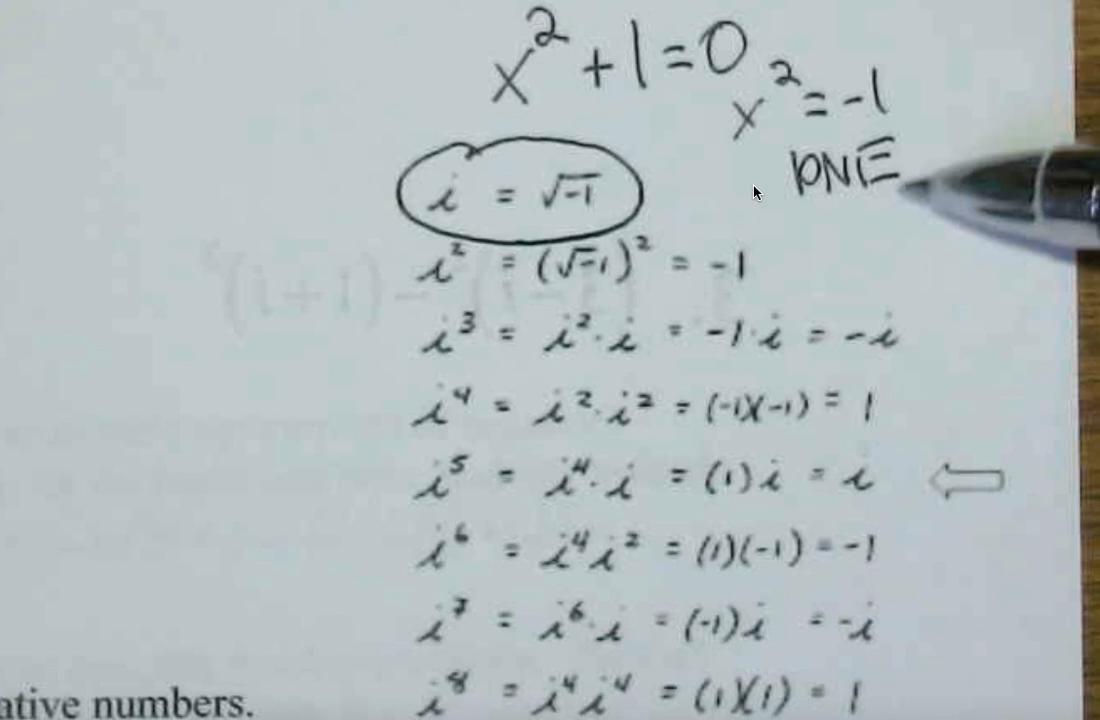 x² + 1 = 0
x² = -1
DNE
i = √-1
i² = (√-1)² = -1
i³ = i²·i = -1·i = -i
i⁴ = i²·i² = (-1)(-1) = 1
i⁵ = i⁴·i = (1)i = i
i⁶ = i⁴i² = (1)(-1) = -1
i⁷ = i⁶·i = (-1)i = -i
i⁸ = i⁴i⁴ = (1)(1) = 1
ative numbers.